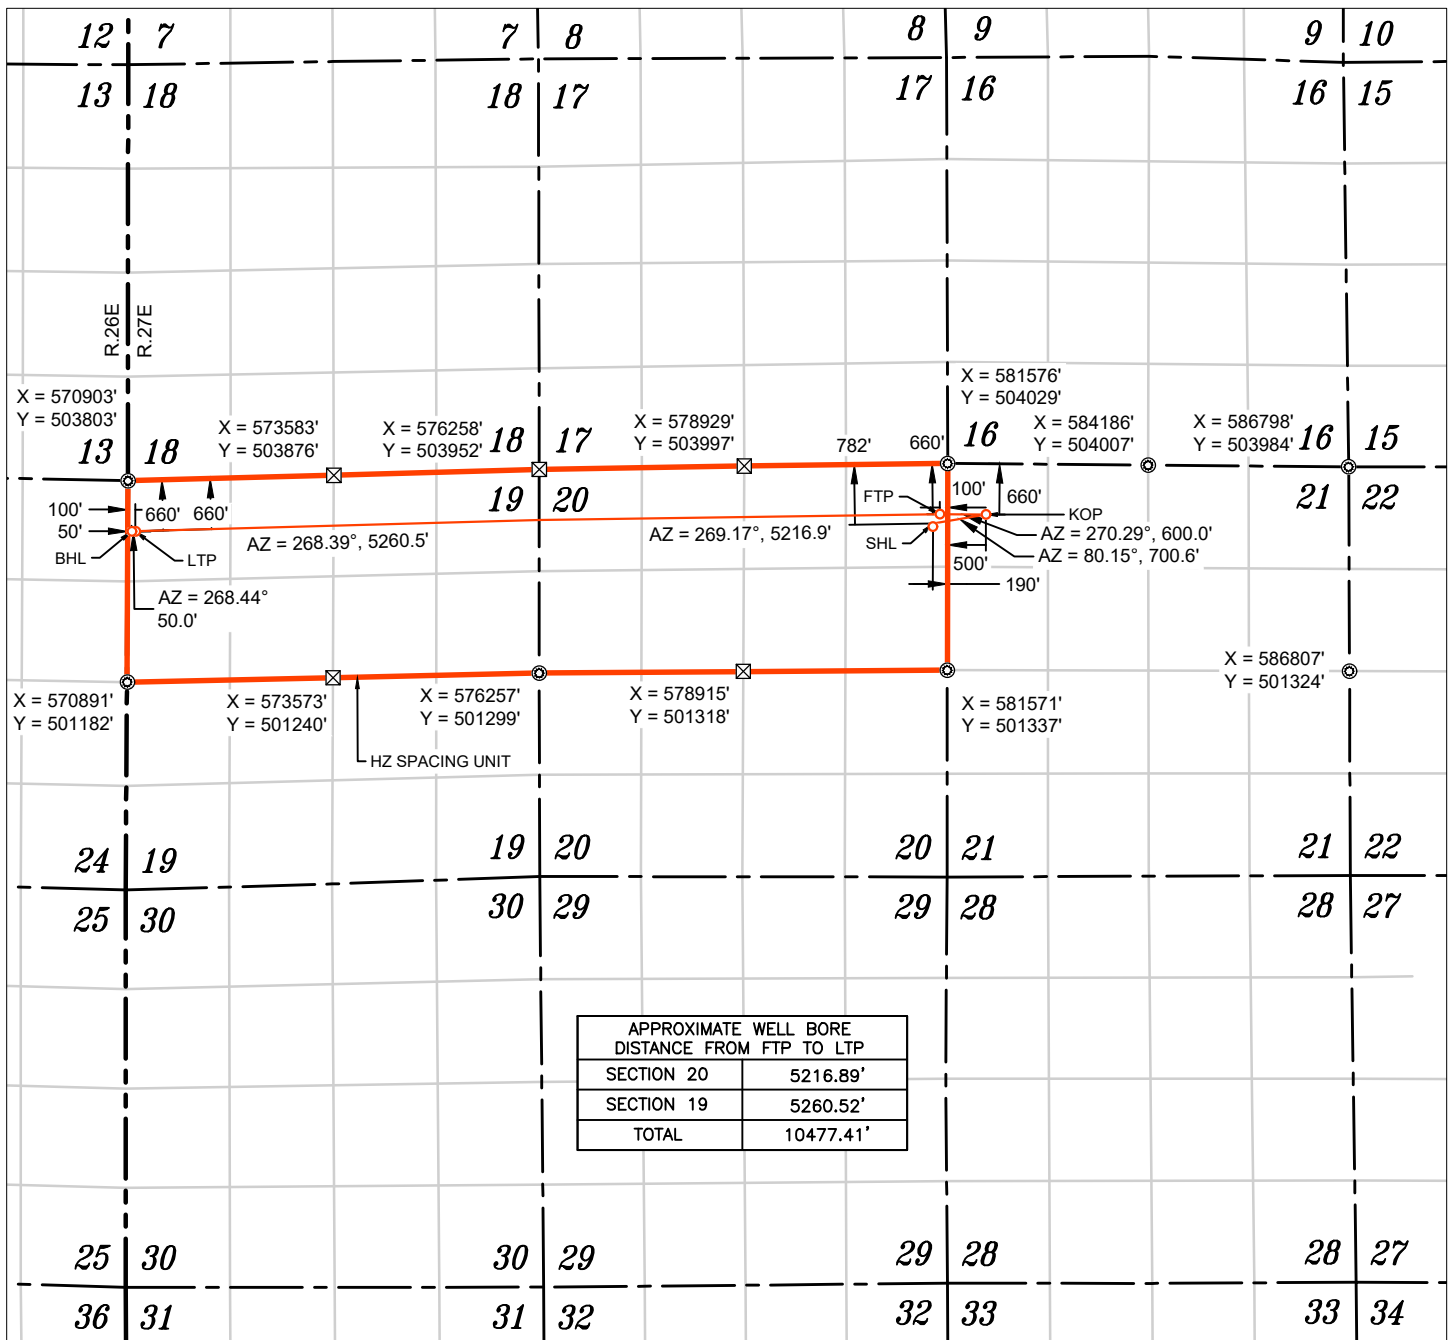 12 7
7 8
8 9
9 10
13 18
18 17
17 16
16 15
R.26E
R.27E
X = 570903'
Y = 503803'
X = 573583'
Y = 503876'
X = 576258'
Y = 503952'
X = 578929'
Y = 503997'
X = 581576'
Y = 504029'
X = 584186'
Y = 504007'
X = 586798'
Y = 503984'
13 18
18 17
16
16 15
782'
660'
19 20
21 22
100'
50'
660'
660'
BHL
LTP
AZ = 268.44°
50.0'
AZ = 268.39°, 5260.5'
AZ = 269.17°, 5216.9'
FTP
SHL
100'
660'
KOP
AZ = 270.29°, 600.0'
AZ = 80.15°, 700.6'
500'
190'
X = 570891'
Y = 501182'
X = 573573'
Y = 501240'
X = 576257'
Y = 501299'
X = 578915'
Y = 501318'
X = 581571'
Y = 501337'
X = 586807'
Y = 501324'
HZ SPACING UNIT
24 19
19 20
20 21
21 22
25 30
30 29
29 28
28 27
APPROXIMATE WELL BORE
DISTANCE FROM FTP TO LTP
SECTION 20 5216.89'
SECTION 19 5260.52'
TOTAL 10477.41'
25 30
30 29
29 28
28 27
36 31
31 32
32 33
33 34